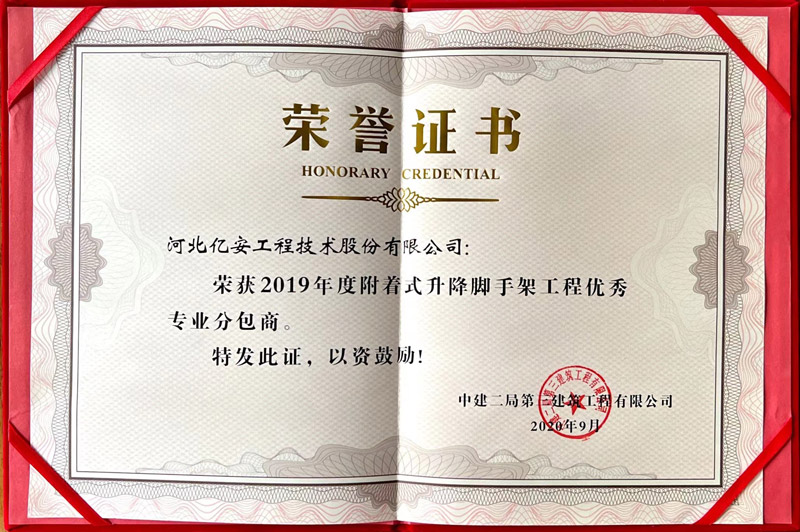 荣誉证书
HONORARY CREDENTIAL
河北亿安工程技术股份有限公司:
荣获2019年度附着式升降脚手架工程优秀
专业分包商。
特发此证，以资鼓励!
中建二局第三建筑工程有限公司
2020年9月